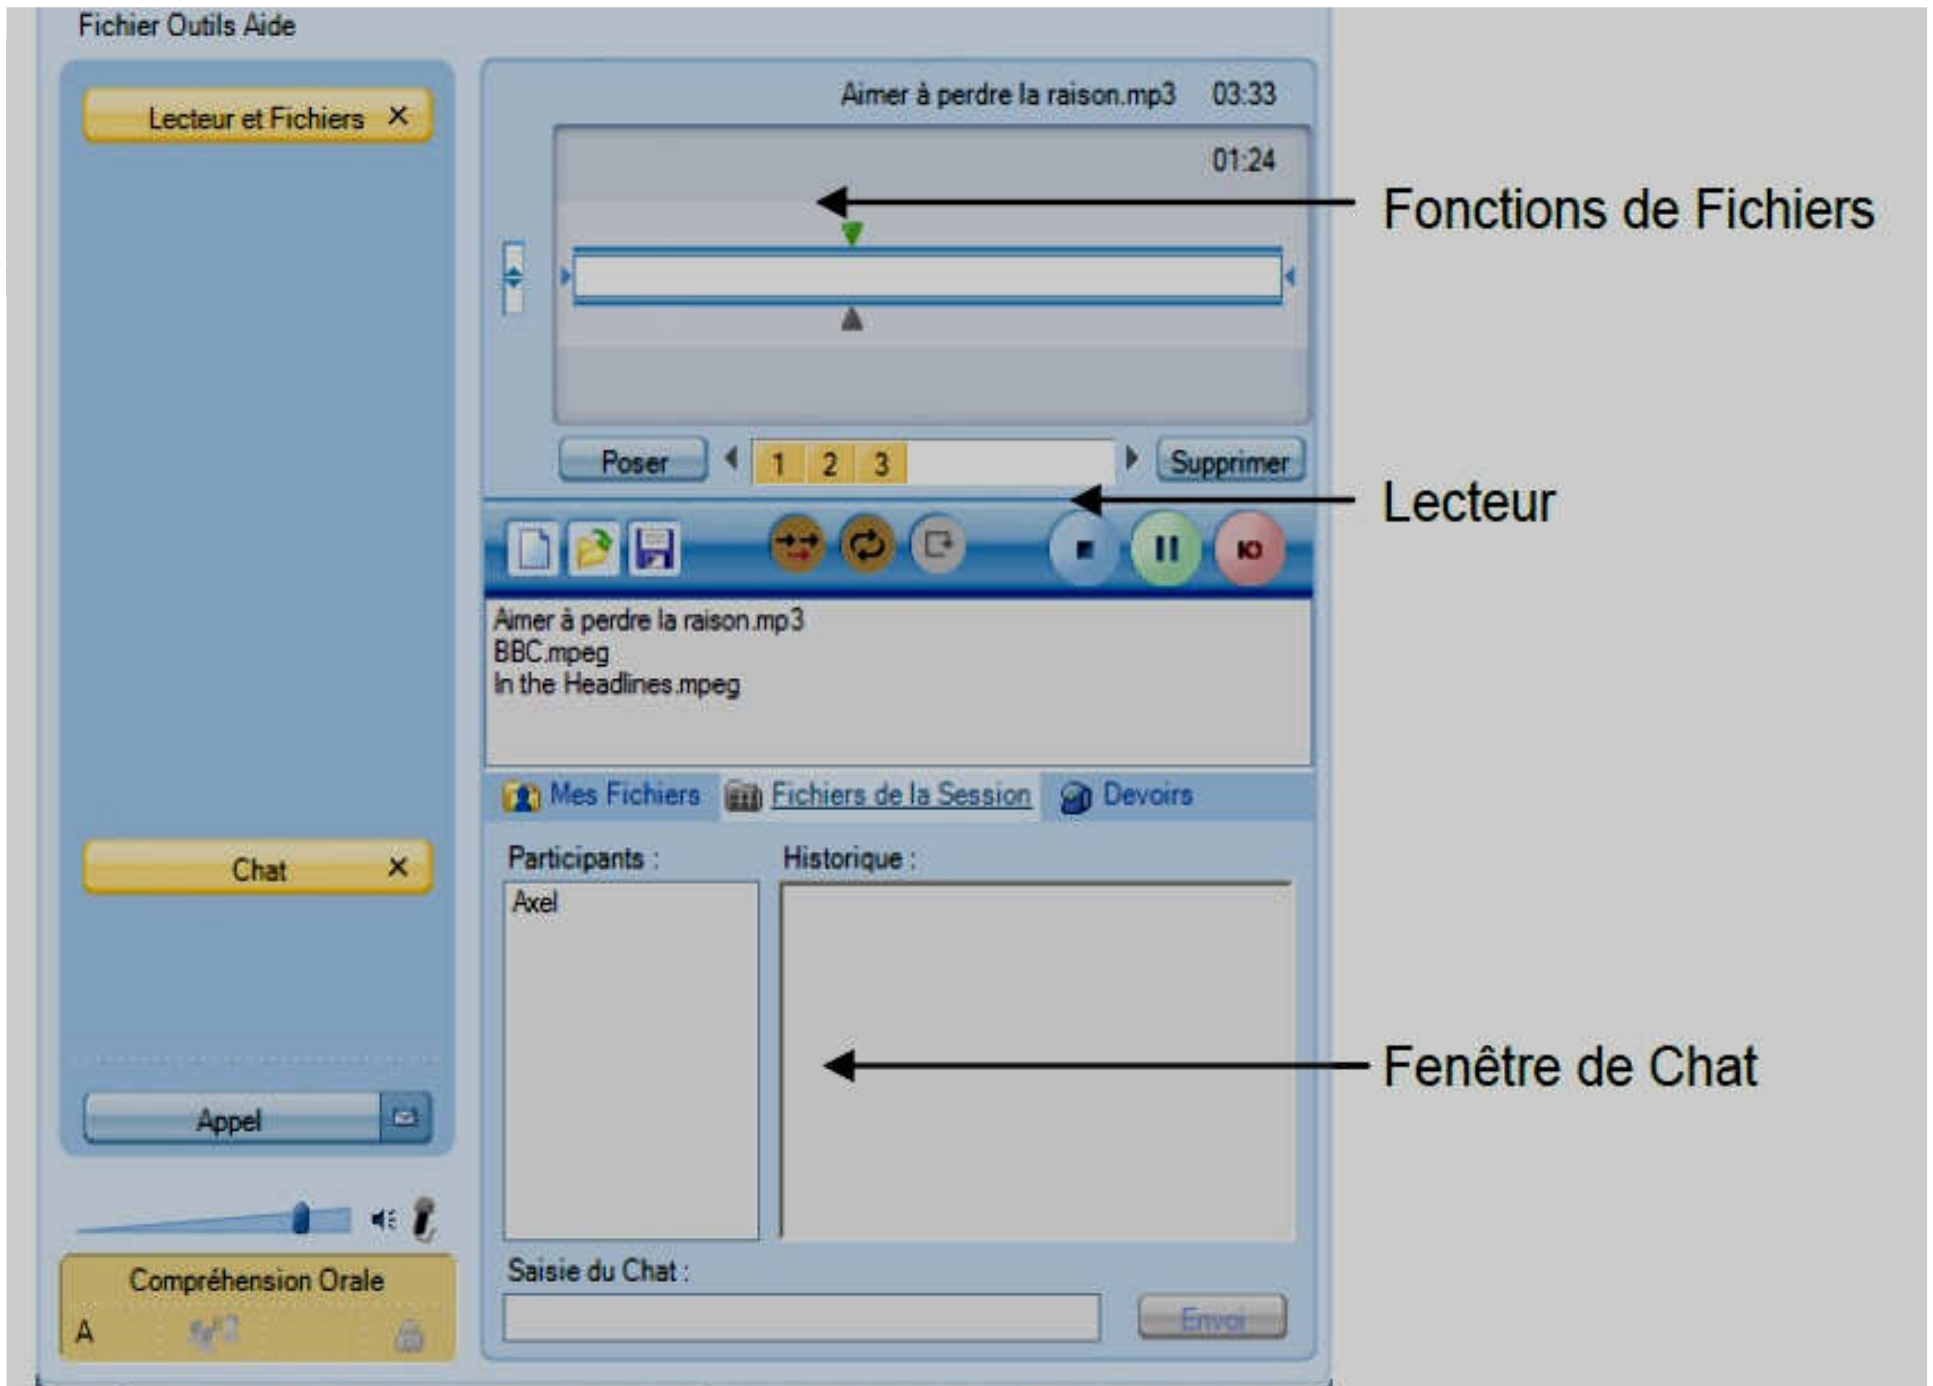 Fichier Outils Aide
Lecteur et Fichiers
Aimer à perdre la raison.mp3 03:33
01:24
Fonctions de Fichiers
Poser 1 2 3 Supprimer
Lecteur
Aimer à perdre la raison.mp3
BBC.mpeg
In the Headlines.mpeg
Mes Fichiers Fichiers de la Session Devoirs
Chat
Participants : Historique :
Axel
Fenêtre de Chat
Appel
Compréhension Orale
A
Saisie du Chat :
Envoi